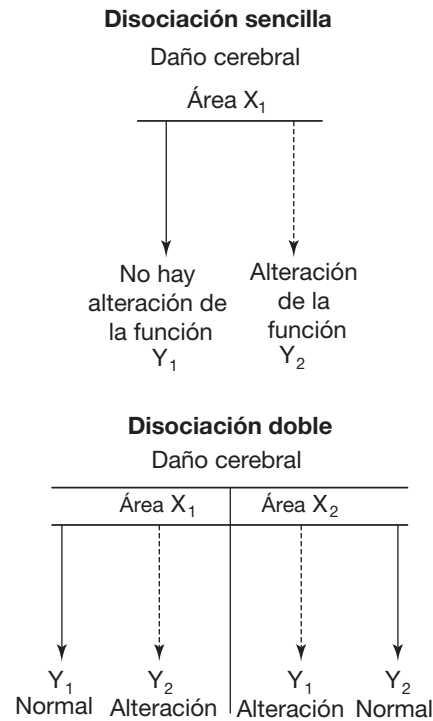 Disociación sencilla
Daño cerebral
Área X₁
No hay
alteración de
la función
Y₁
Alteración
de la
función
Y₂
Disociación doble
Daño cerebral
Área X₁ Área X₂
Y₁ Y₂ Y₁ Y₂
Normal Alteración Alteración Normal